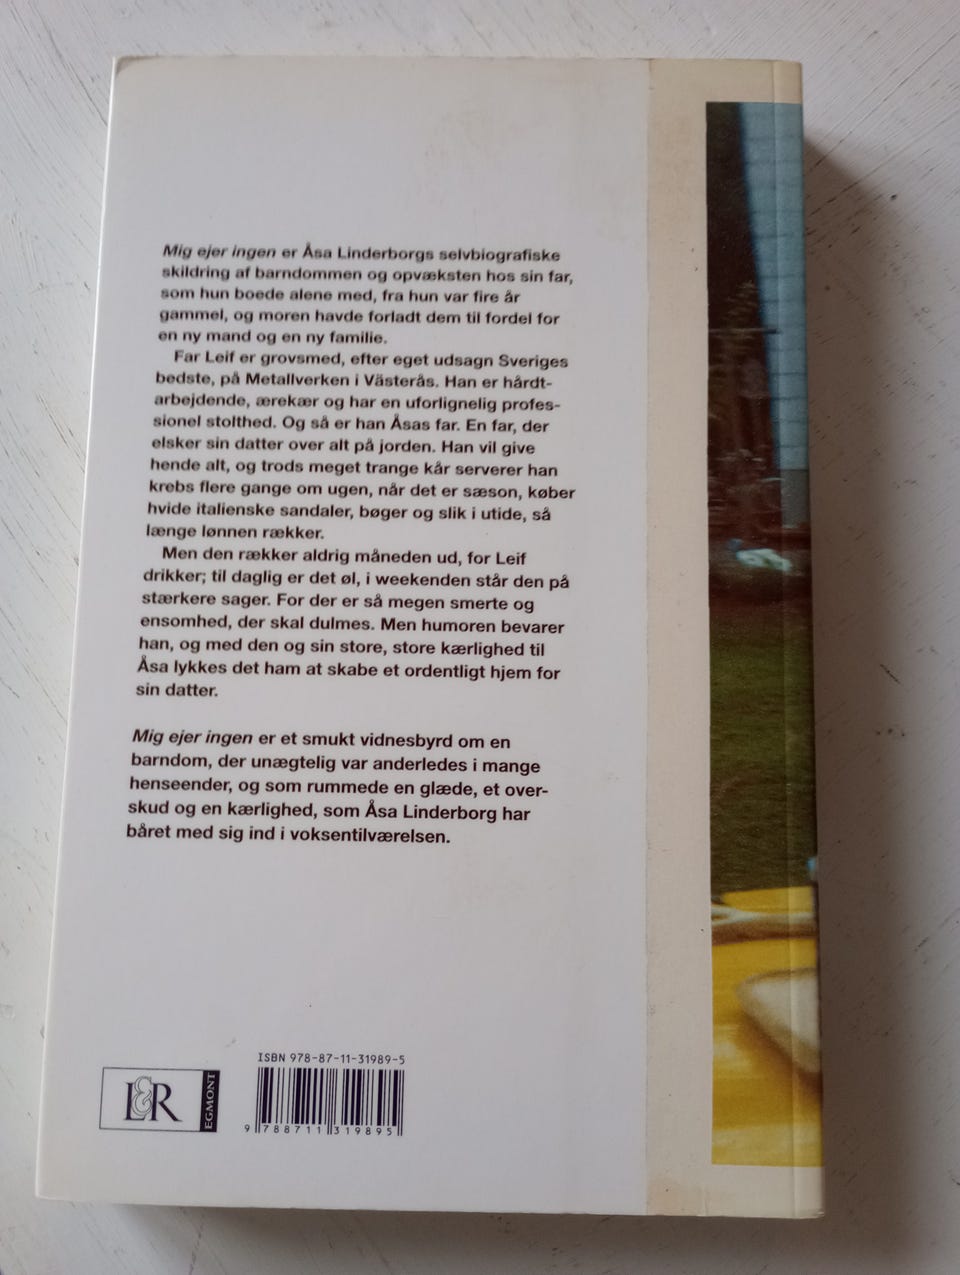 Mig ejer ingen er Åsa Linderborgs selvbiografiske
skildring af barndommen og opvæksten hos sin far,
som hun boede alene med, fra hun var fire år
gammel, og moren havde forladt dem til fordel for
en ny mand og en ny familie.
Far Leif er grovsmed, efter eget udsagn Sveriges
bedste, på Metallverken i Västerås. Han er hårdt-
arbejdende, ærekær og har en uforlignelig profes-
sionel stolthed. Og så er han Åsas far. En far, der
elsker sin datter over alt på jorden. Han vil give
hende alt, og trods meget trange kår serverer han
krebs flere gange om ugen, når det er sæson, køber
hvide italienske sandaler, bøger og slik i utide, så
længe lønnen rækker.
Men den rækker aldrig måneden ud, for Leif
drikker; til daglig er det øl, i weekenden står den på
stærkere sager. For der er så megen smerte og
ensomhed, der skal dulmes. Men humoren bevarer
han, og med den og sin store, store kærlighed til
Åsa lykkes det ham at skabe et ordentligt hjem for
sin datter.
Mig ejer ingen er et smukt vidnesbyrd om en
barndom, der unægtelig var anderledes i mange
henseender, og som rummede en glæde, et over-
skud og en kærlighed, som Åsa Linderborg har
båret med sig ind i voksentilværelsen.
ISBN 978-87-11-31989-5
L&R EGMONT
9 788711 319895